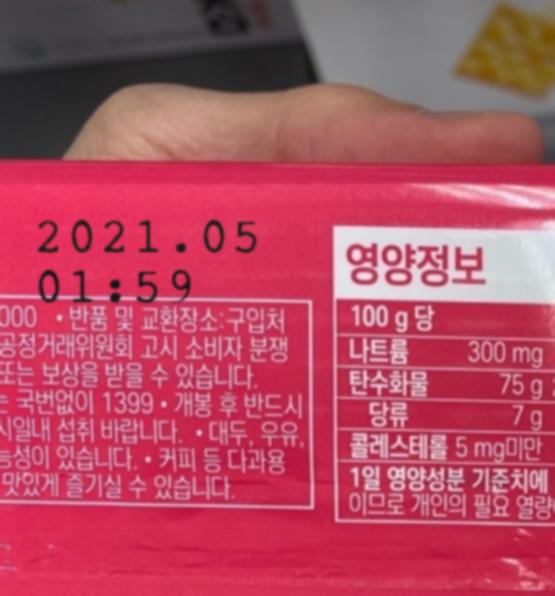 2021.05
01:59
000 • 반품 및 교환장소:구입처
공정거래위원회 고시 소비자 분쟁
또는 보상을 받을 수 있습니다.
는 국번없이 1399 • 개봉 후 반드시
시일내 섭취 바랍니다. • 대두, 우유,
능성이 있습니다. • 커피 등 다과용
맛있게 즐기실 수 있습니다.
영양정보
100 g 당
나트륨 300 mg
탄수화물 75 g
당류 7 g
콜레스테롤 5 mg미만
1일 영양성분 기준치에
이므로 개인의 필요 열량